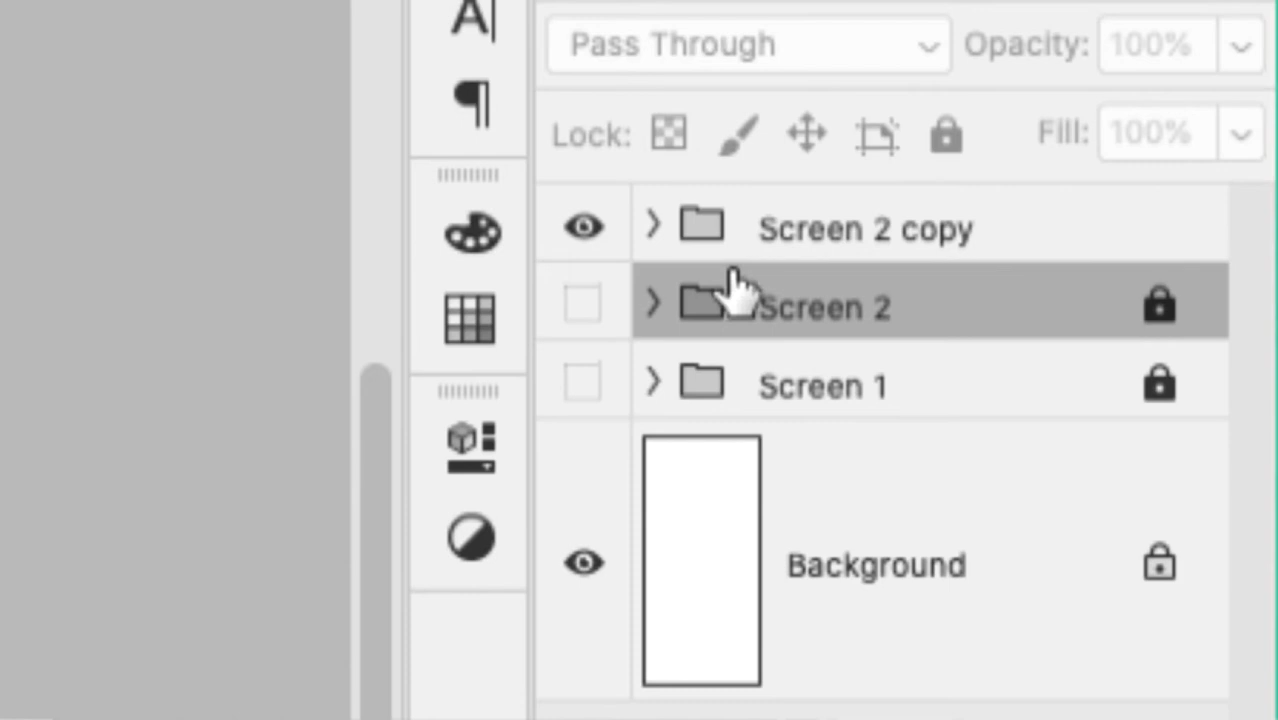 A
Pass Through Opacity: 100%
Lock: Fill: 100%
Screen 2 copy
Screen 2
Screen 1
Background